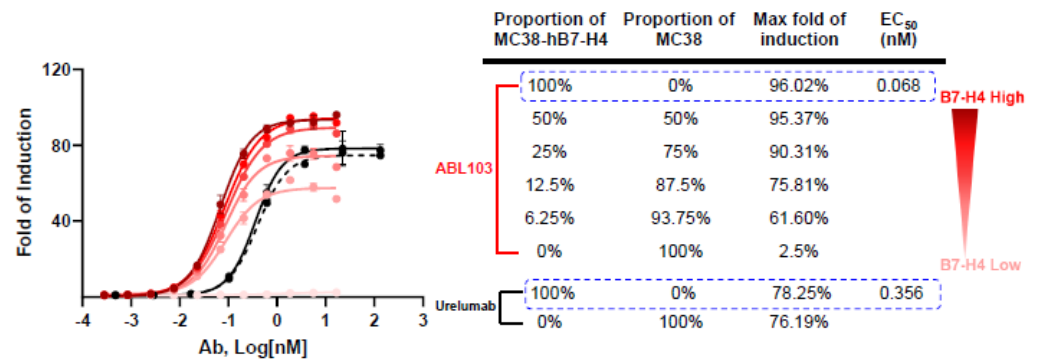 Fold of Induction
120
80
40
-4 -3 -2 -1 0 1 2 3
Ab, Log[nM]
Proportion of MC38-hB7-H4 Proportion of MC38 Max fold of induction EC50 (nM)
ABL103
100% 0% 96.02% 0.068
50% 50% 95.37%
25% 75% 90.31%
12.5% 87.5% 75.81%
6.25% 93.75% 61.60%
0% 100% 2.5%
B7-H4 High
B7-H4 Low
Urelumab
100% 0% 78.25% 0.356
0% 100% 76.19%